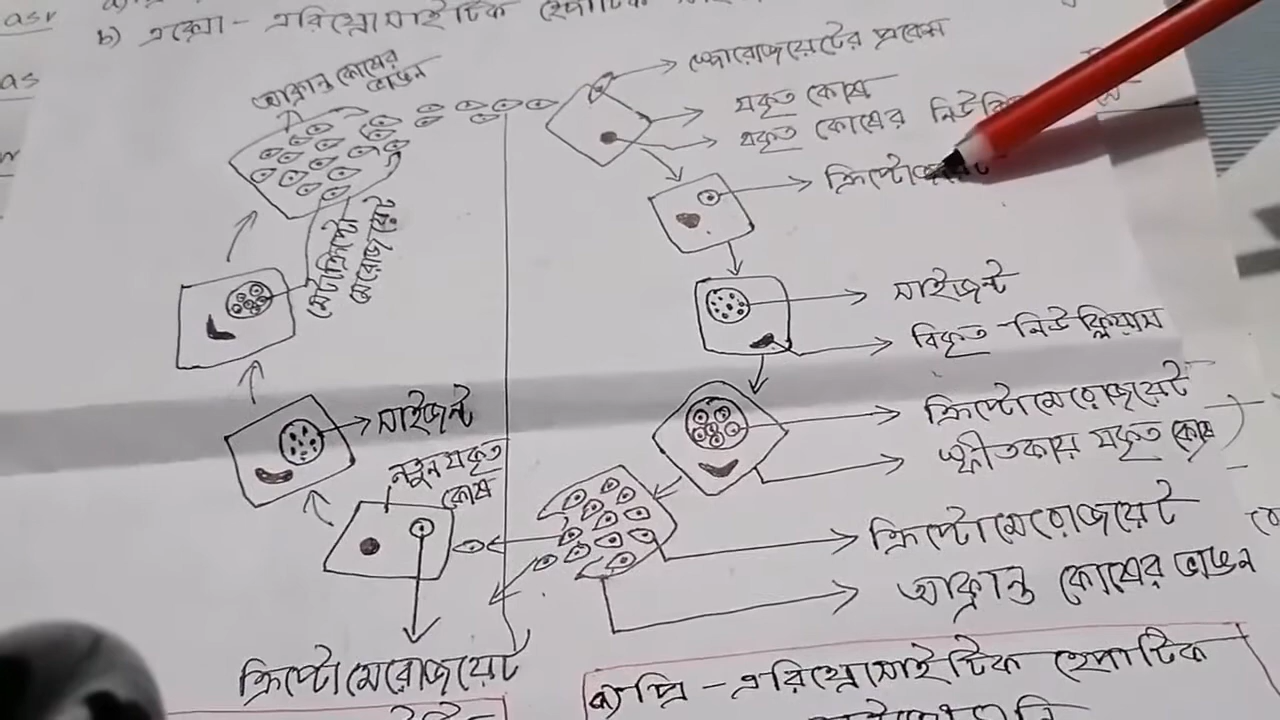 b) এক্সো - এরিথ্রোসাইটিক হেপাটিক
আক্রান্ত কোষের
ভাঙন
স্পোরোজয়েটের প্রবেশ
যকৃত কোষ
যকৃত কোষের
ক্রিপ্টোজয়েট
মেটাক্রিপ্টো
মেরোজয়েট
সাইজন্ট
বিকৃত নিউক্লিয়াস
সাইজন্ট
নতুন যকৃত
কোষ
ক্রিপ্টোমেরোজয়েট
স্ফীতকায় যকৃত কোষ
ক্রিপ্টোমেরোজয়েট
আক্রান্ত কোষের ভাঙন
ক্রিপ্টোমেরোজয়েট
a) প্রি - এরিথ্রোসাইটিক হেপাটিক